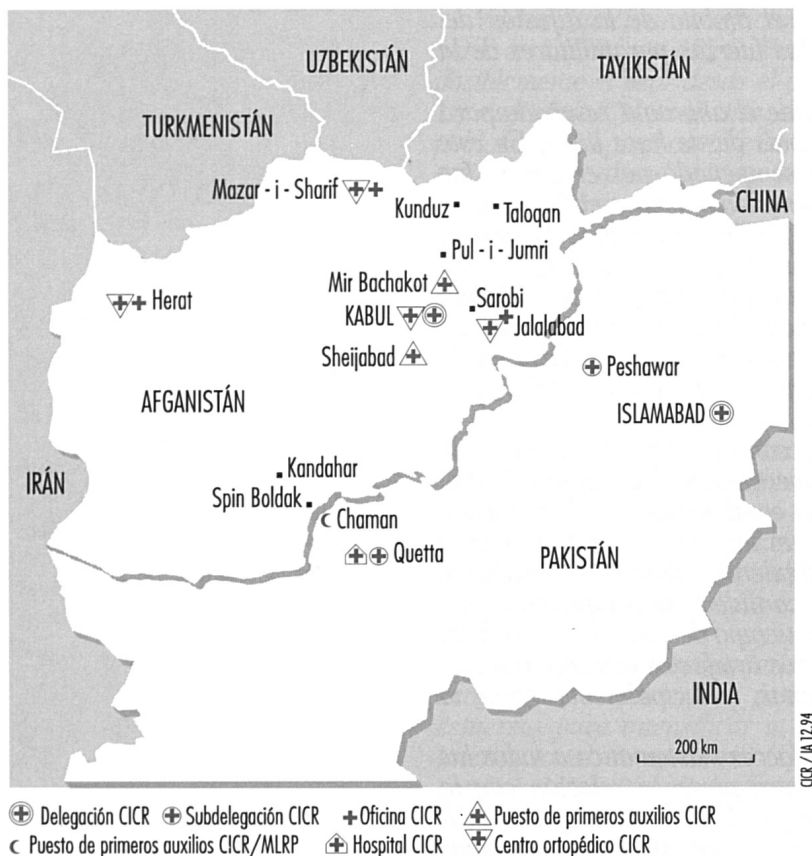 UZBEKISTÁN
TAYIKISTÁN
TURKMENISTÁN
Mazar - i - Sharif
Kunduz
Taloqan
CHINA
Pul - i - Jumri
Mir Bachakot
Herat
Sarobi
KABUL
Jalalabad
Sheijabad
Peshawar
AFGANISTÁN
ISLAMABAD
IRÁN
Kandahar
Spin Boldak
Chaman
Quetta
PAKISTÁN
INDIA
200 km
CICR / JA 12.94
Delegación CICR Subdelegación CICR Oficina CICR Puesto de primeros auxilios CICR
Puesto de primeros auxilios CICR/MLRP Hospital CICR Centro ortopédico CICR